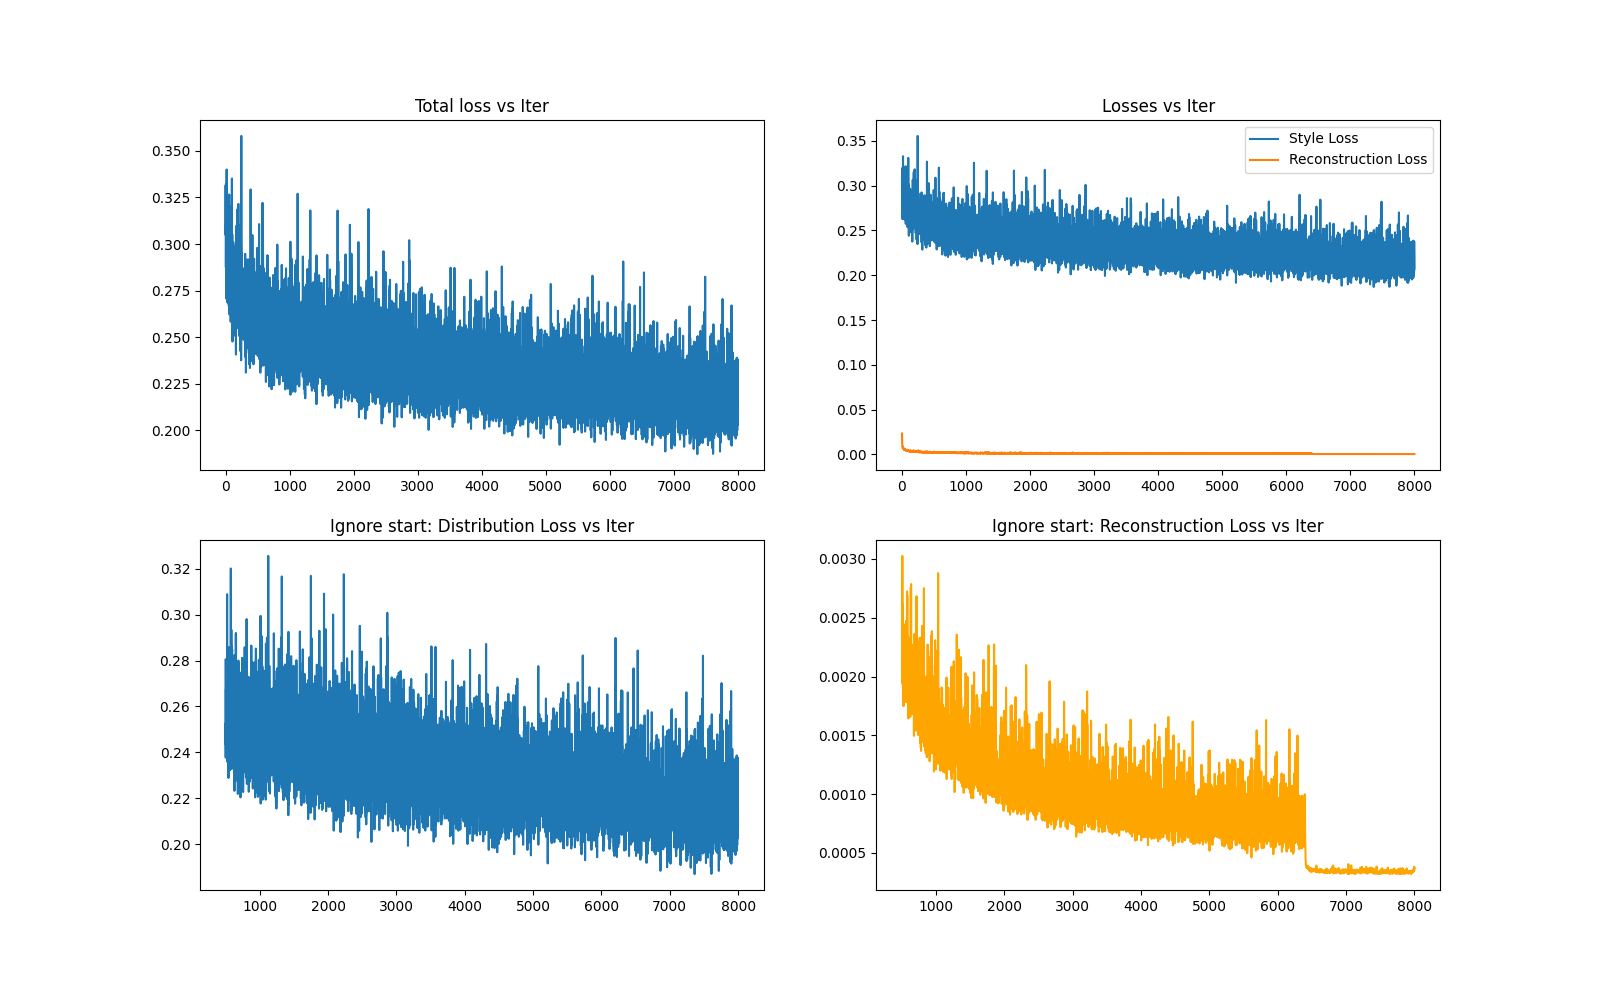 Total loss vs Iter
0.350
0.325
0.300
0.275
0.250
0.225
0.200
0 1000 2000 3000 4000 5000 6000 7000 8000
Losses vs Iter
Style Loss
Reconstruction Loss
0.35
0.30
0.25
0.20
0.15
0.10
0.05
0.00
0 1000 2000 3000 4000 5000 6000 7000 8000
Ignore start: Distribution Loss vs Iter
0.32
0.30
0.28
0.26
0.24
0.22
0.20
1000 2000 3000 4000 5000 6000 7000 8000
Ignore start: Reconstruction Loss vs Iter
0.0030
0.0025
0.0020
0.0015
0.0010
0.0005
1000 2000 3000 4000 5000 6000 7000 8000